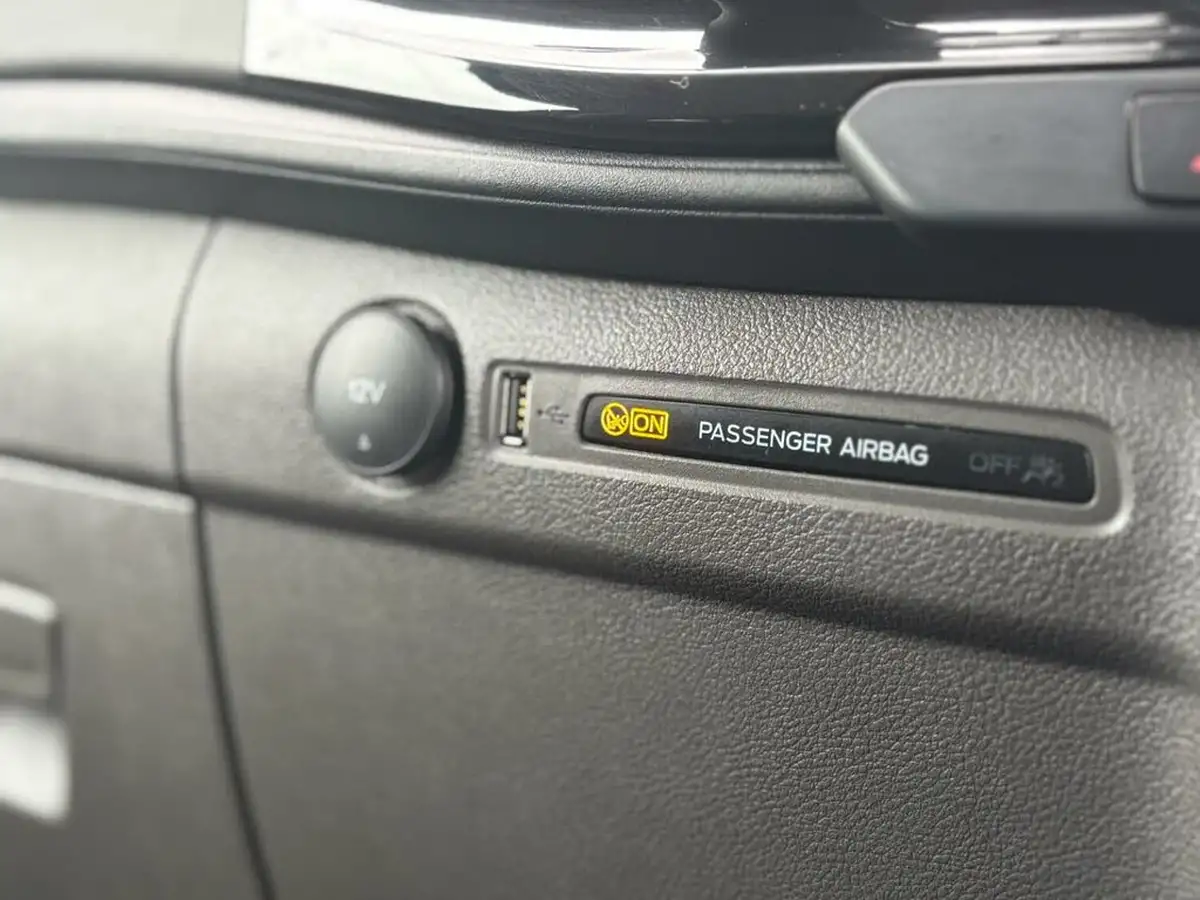 12V
ON PASSENGER AIRBAG OFF